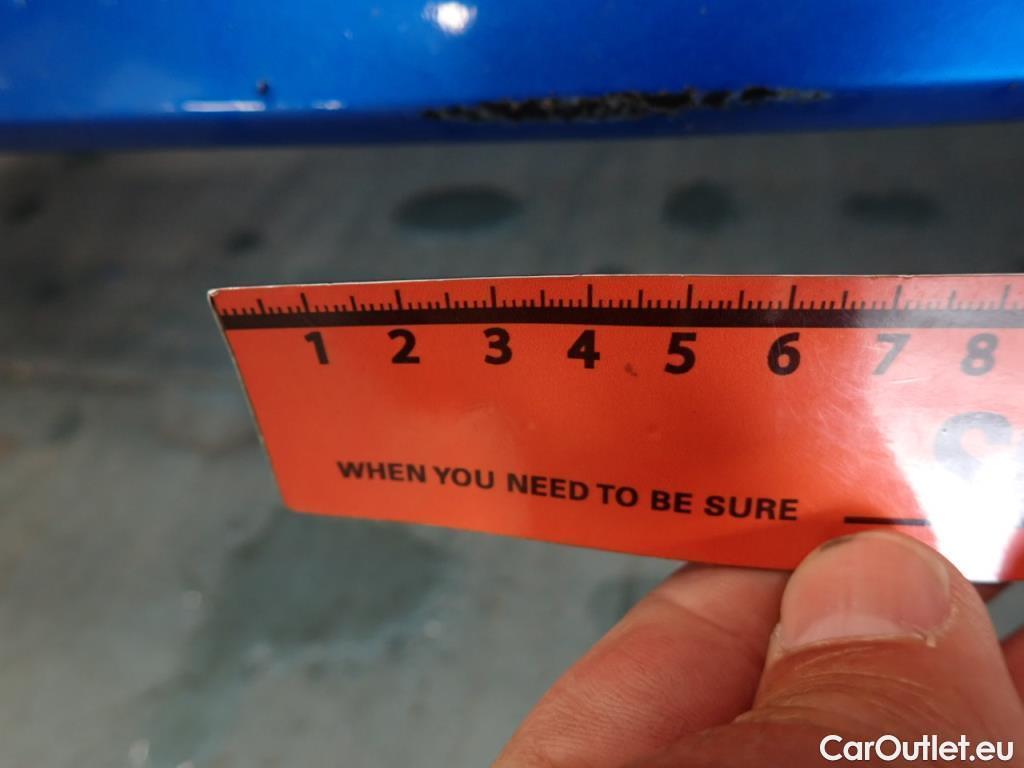 1 2 3 4 5 6 7 8
WHEN YOU NEED TO BE SURE
CarOutlet.eu